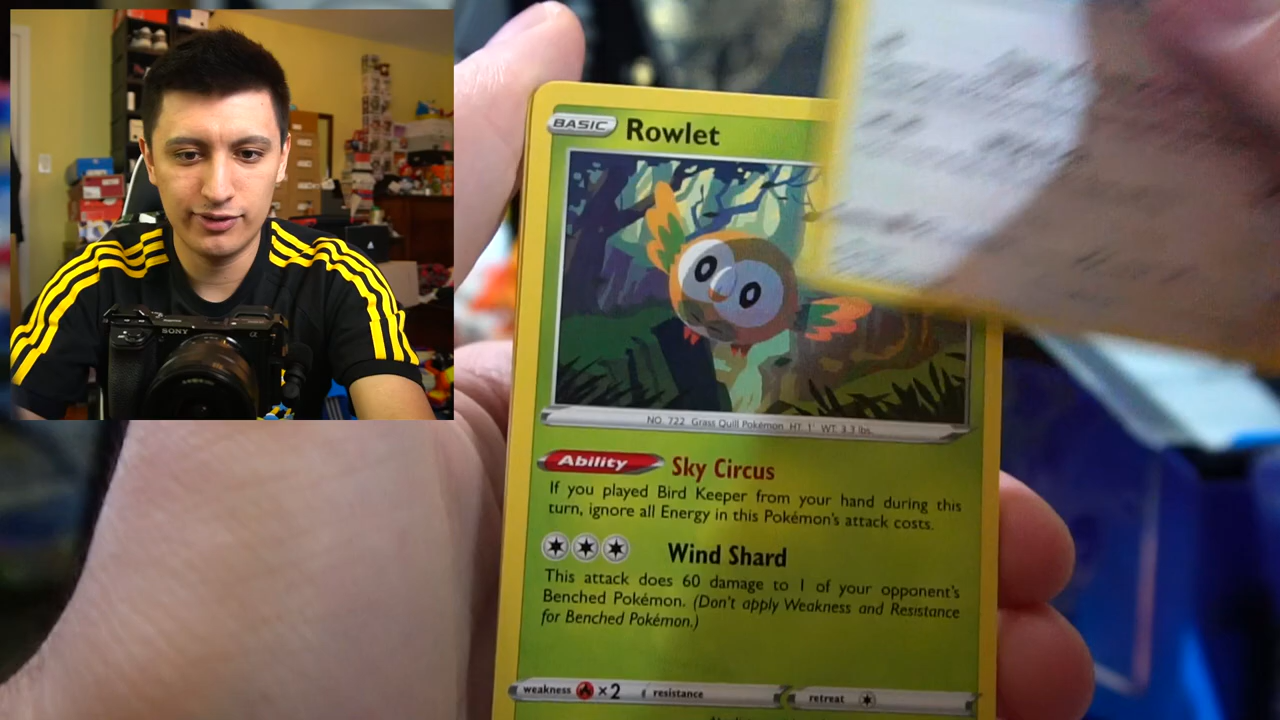 SONY
BASIC Rowlet
NO. 722 Grass Quill Pokémon HT: 1' WT: 3.3 lbs.
Ability Sky Circus
If you played Bird Keeper from your hand during this
turn, ignore all Energy in this Pokémon's attack costs.
Wind Shard
This attack does 60 damage to 1 of your opponent's
Benched Pokémon. (Don't apply Weakness and Resistance
for Benched Pokémon.)
weakness ×2 resistance retreat